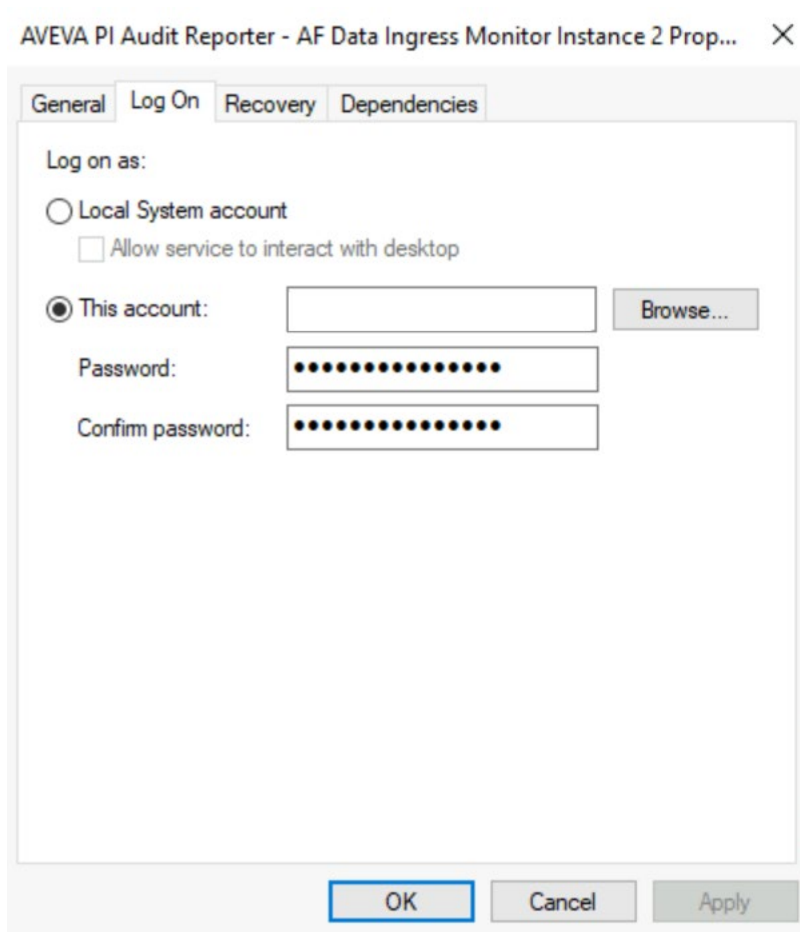 AVEVA PI Audit Reporter - AF Data Ingress Monitor Instance 2 Prop...
General Log On Recovery Dependencies
Log on as:
Local System account
Allow service to interact with desktop
This account: Browse...
Password: •••••••••••••••
Confirm password: •••••••••••••••
OK Cancel Apply